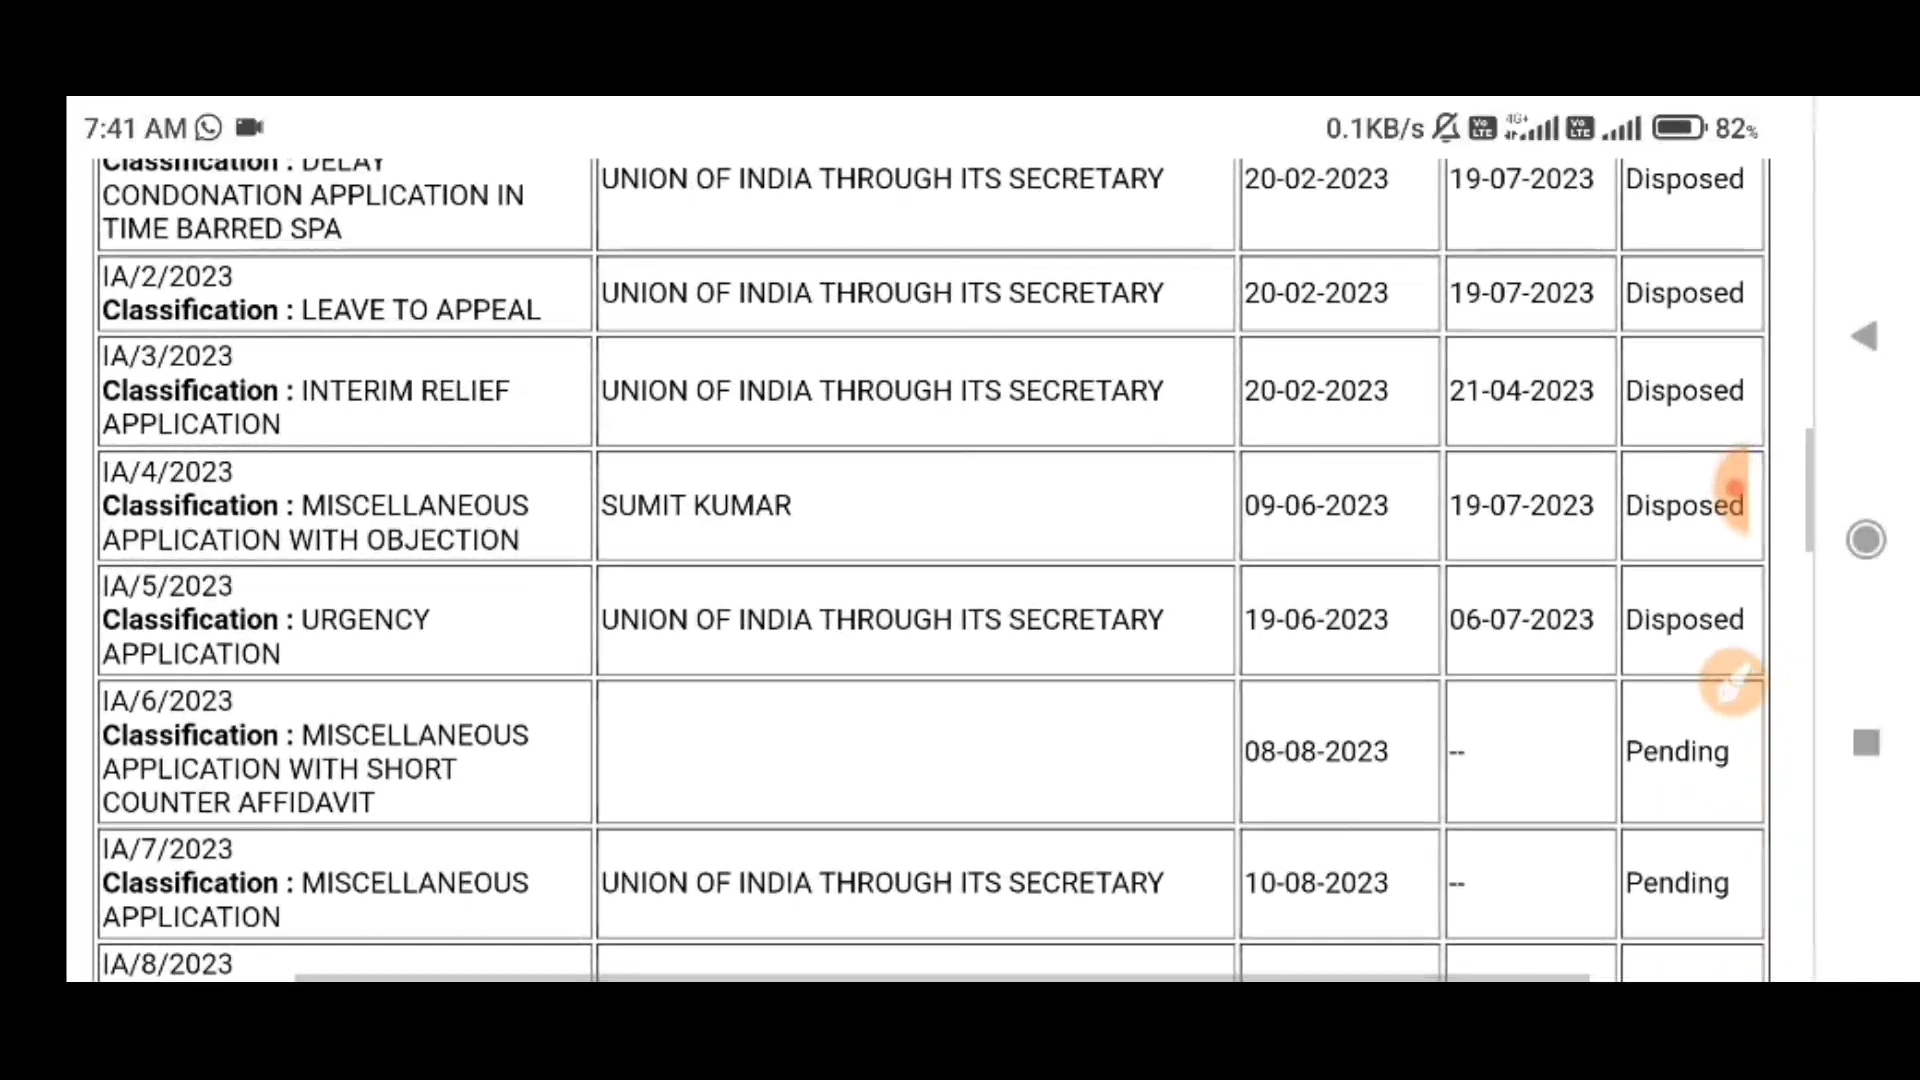 7:41 AM 0.1KB/s Vo LTE 4G+ Vo LTE 82%
Classification : DELAY
CONDONATION APPLICATION IN
TIME BARRED SPA
UNION OF INDIA THROUGH ITS SECRETARY 20-02-2023 19-07-2023 Disposed
IA/2/2023
Classification : LEAVE TO APPEAL
UNION OF INDIA THROUGH ITS SECRETARY 20-02-2023 19-07-2023 Disposed
IA/3/2023
Classification : INTERIM RELIEF
APPLICATION
UNION OF INDIA THROUGH ITS SECRETARY 20-02-2023 21-04-2023 Disposed
IA/4/2023
Classification : MISCELLANEOUS
APPLICATION WITH OBJECTION
SUMIT KUMAR 09-06-2023 19-07-2023 Disposed
IA/5/2023
Classification : URGENCY
APPLICATION
UNION OF INDIA THROUGH ITS SECRETARY 19-06-2023 06-07-2023 Disposed
IA/6/2023
Classification : MISCELLANEOUS
APPLICATION WITH SHORT
COUNTER AFFIDAVIT
08-08-2023 -- Pending
IA/7/2023
Classification : MISCELLANEOUS
APPLICATION
UNION OF INDIA THROUGH ITS SECRETARY 10-08-2023 -- Pending
IA/8/2023